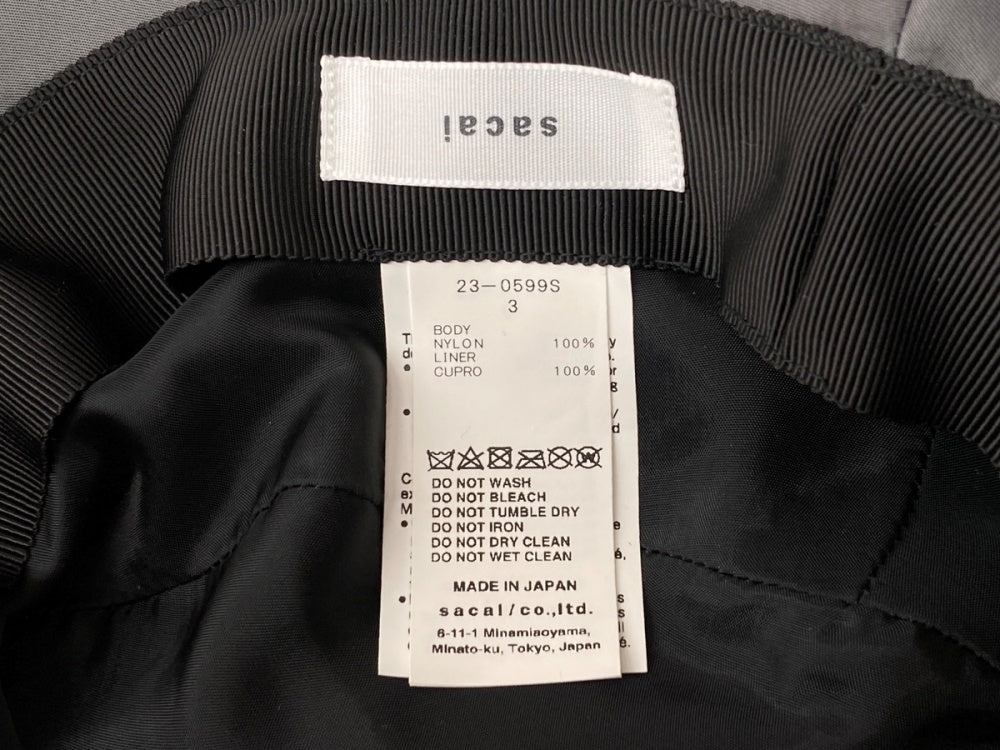 sacai
23-0599S
3
BODY
NYLON 100%
LINER
CUPRO 100%
DO NOT WASH
DO NOT BLEACH
DO NOT TUMBLE DRY
DO NOT IRON
DO NOT DRY CLEAN
DO NOT WET CLEAN
MADE IN JAPAN
sacai/co.,ltd.
6-11-1 Minamiaoyama,
Minato-ku, Tokyo, Japan